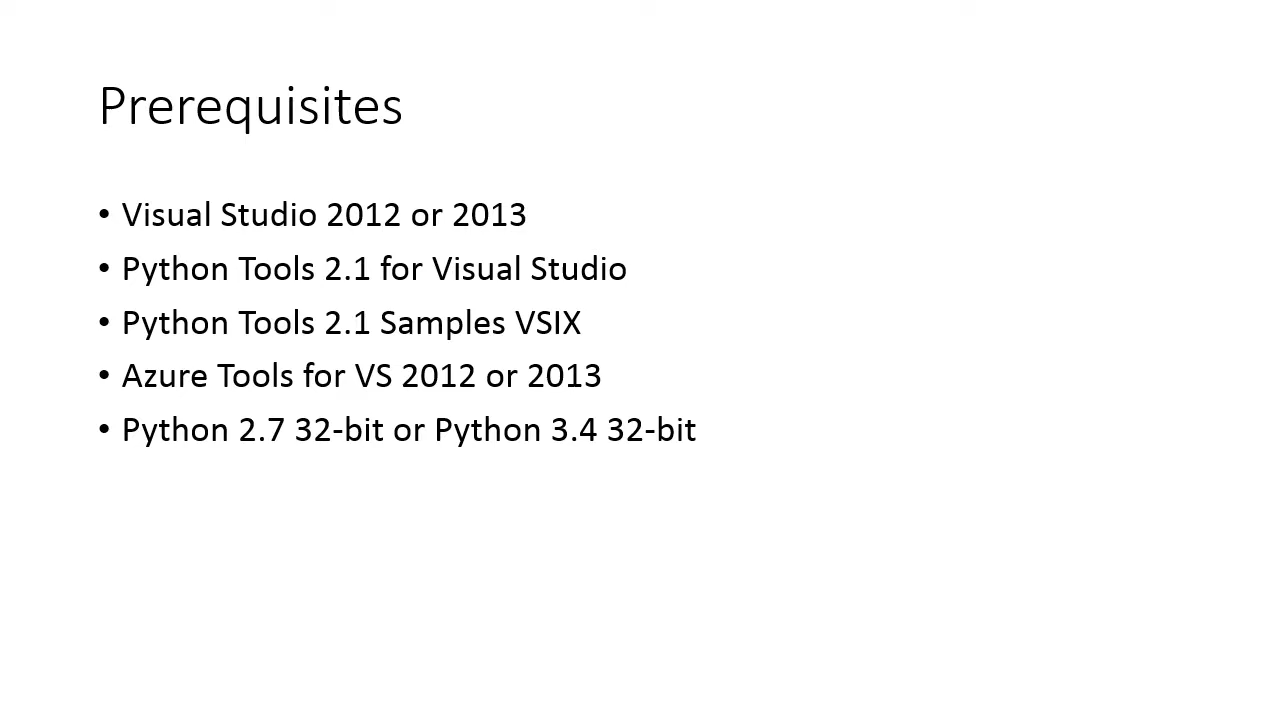 Prerequisites
• Visual Studio 2012 or 2013
• Python Tools 2.1 for Visual Studio
• Python Tools 2.1 Samples VSIX
• Azure Tools for VS 2012 or 2013
• Python 2.7 32-bit or Python 3.4 32-bit